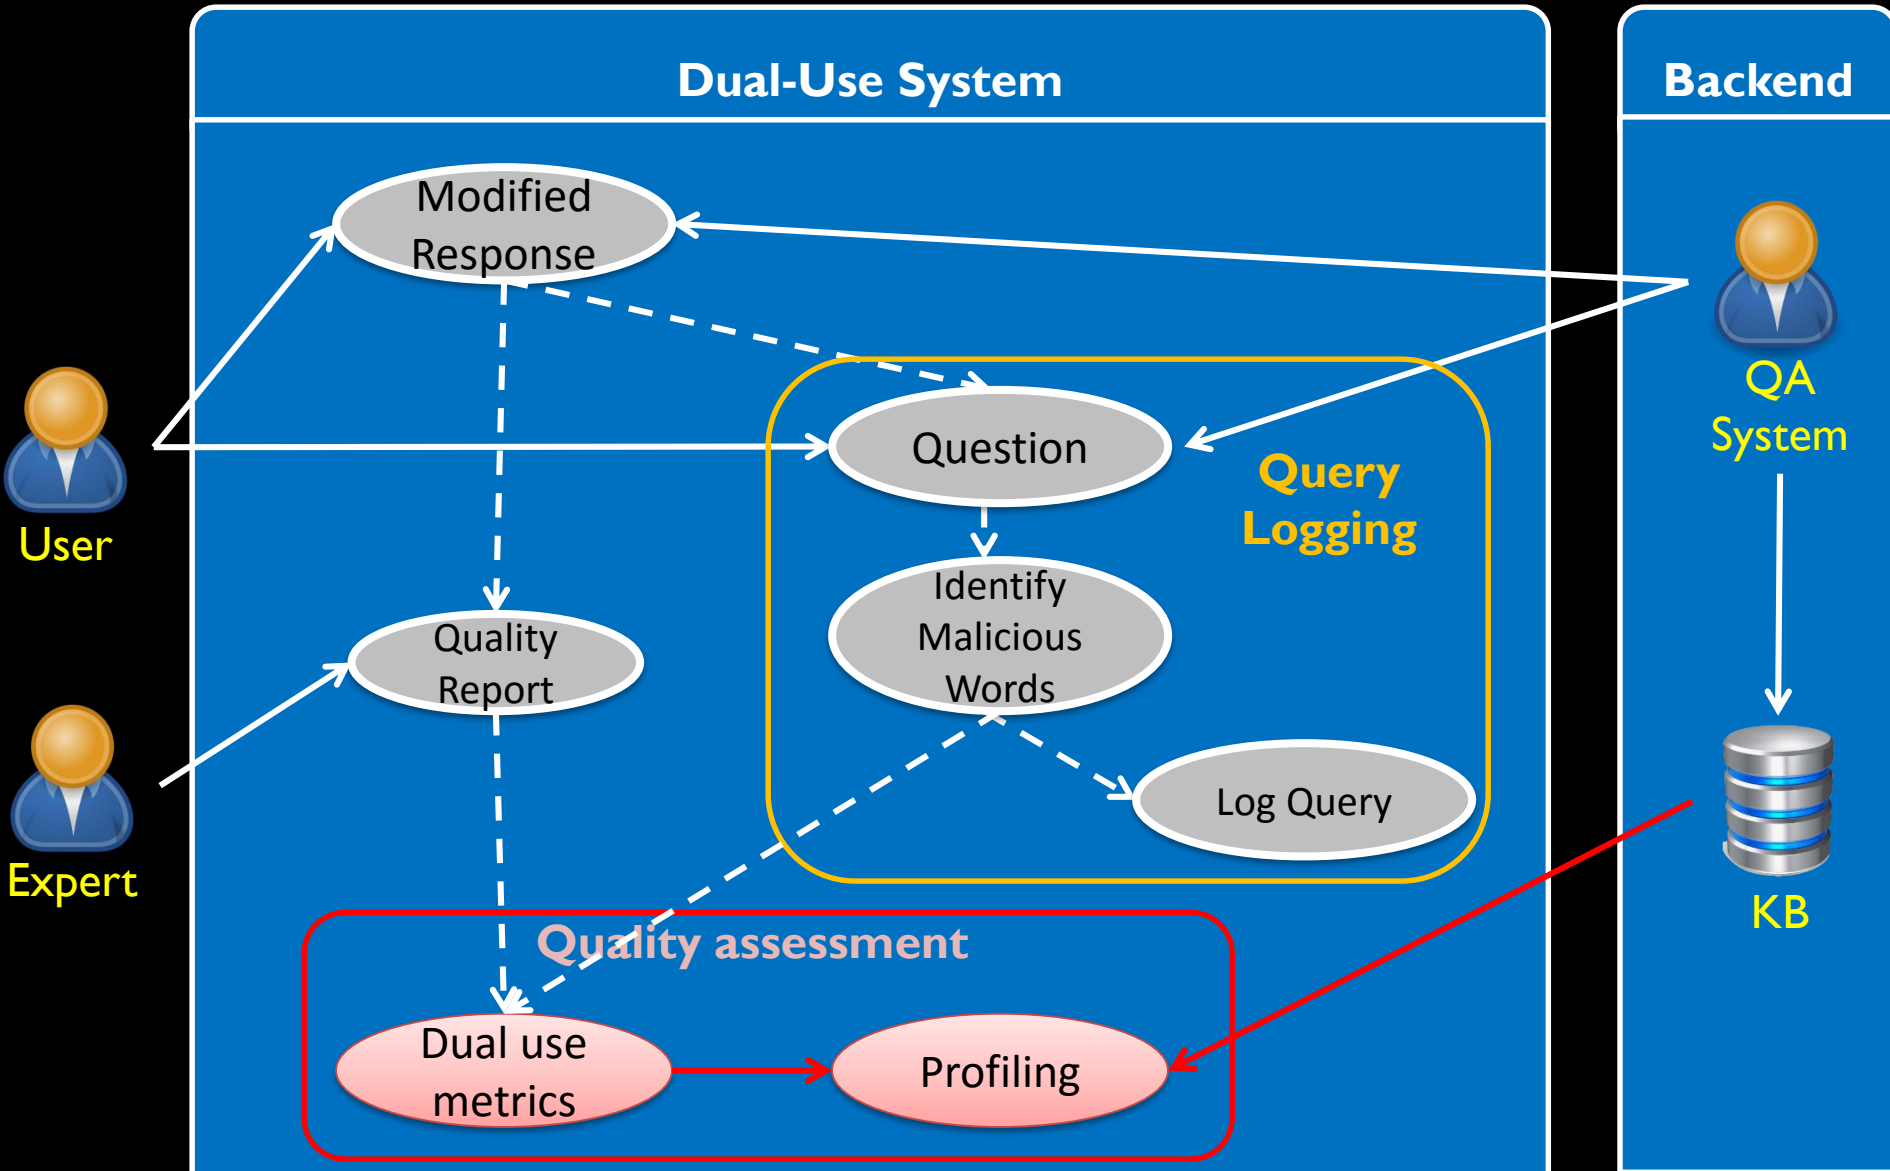 Dual-Use System
Backend
Modified
Response
QA
System
Question
Query
Logging
User
Identify
Malicious
Words
Quality
Report
Log Query
Expert
KB
Quality assessment
Dual use
metrics
Profiling